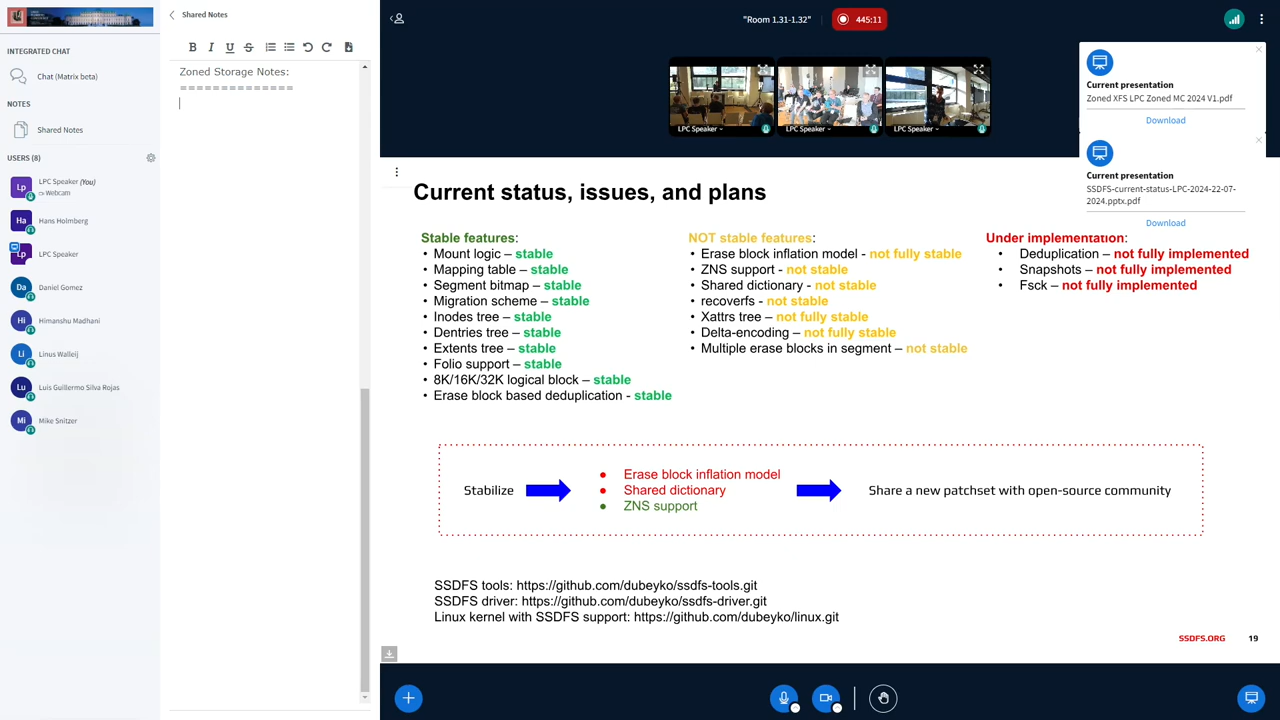 INTEGRATED CHAT
Chat (Matrix beta)
NOTES
Shared Notes
USERS (8)
Lp
LPC Speaker (You)
Webcam
Ha
Hans Holmberg
Lp
LPC Speaker
Da
Daniel Gomez
Hi
Himanshu Madhani
Li
Linus Walleij
Lu
Luis Guillermo Silva Rojas
Mi
Mike Snitzer
Shared Notes
B I U S
Zoned Storage Notes:
==============
"Room 1.31-1.32"
445:11
LPC Speaker -
LPC Speaker -
LPC Speaker -
Current presentation
Zoned XFS LPC Zoned MC 2024 V1.pdf
Download
Current presentation
SSDFS-current-status-LPC-2024-22-07-
2024.pptx.pdf
Download
Current status, issues, and plans
Stable features:
• Mount logic – stable
• Mapping table – stable
• Segment bitmap – stable
• Migration scheme – stable
• Inodes tree – stable
• Dentries tree – stable
• Extents tree – stable
• Folio support – stable
• 8K/16K/32K logical block – stable
• Erase block based deduplication - stable
NOT stable features:
• Erase block inflation model - not fully stable
• ZNS support - not stable
• Shared dictionary - not stable
• recoverfs - not stable
• Xattrs tree – not fully stable
• Delta-encoding – not fully stable
• Multiple erase blocks in segment – not stable
Under implementation:
• Deduplication – not fully implemented
• Snapshots – not fully implemented
• Fsck – not fully implemented
Stabilize
● Erase block inflation model
● Shared dictionary
● ZNS support
Share a new patchset with open-source community
SSDFS tools: https://github.com/dubeyko/ssdfs-tools.git
SSDFS driver: https://github.com/dubeyko/ssdfs-driver.git
Linux kernel with SSDFS support: https://github.com/dubeyko/linux.git
SSDFS.ORG 19